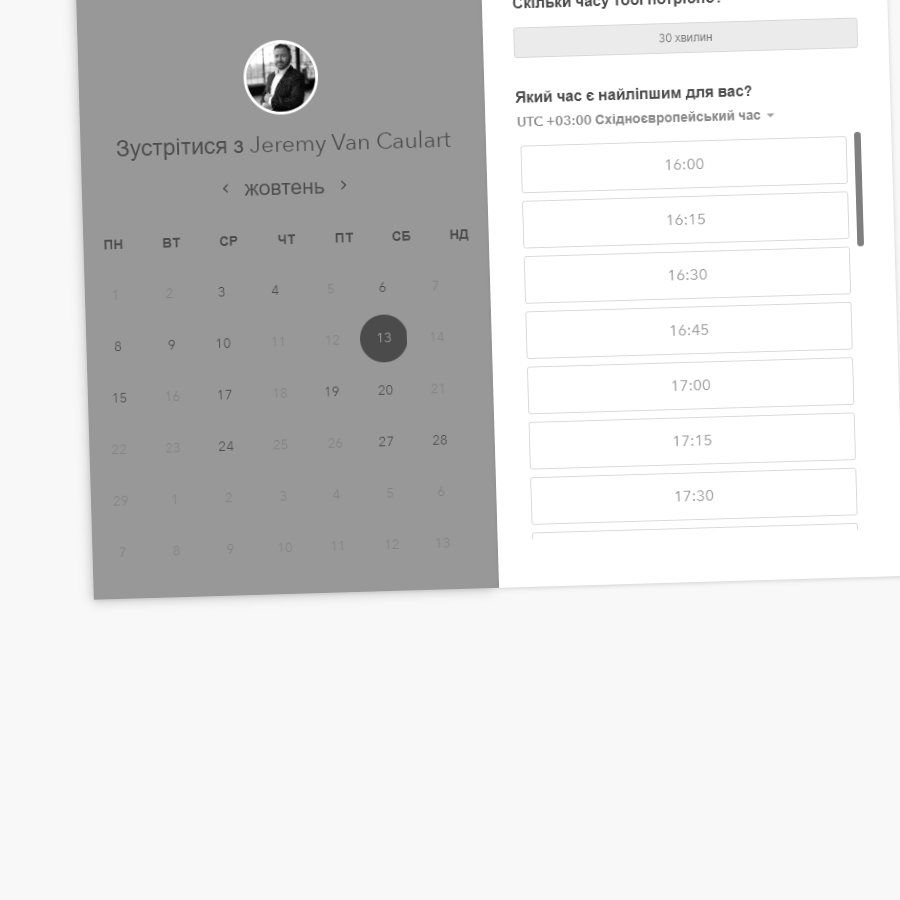 Зустрітися з Jeremy Van Caulart
‹ жовтень ›
ПН ВТ СР ЧТ ПТ СБ НД
1 2 3 4 5 6 7
8 9 10 11 12 13 14
15 16 17 18 19 20 21
22 23 24 25 26 27 28
29 1 2 3 4 5 6
7 8 9 10 11 12 13
Скільки часу тобі потрібно?
30 хвилин
Який час є найліпшим для вас?
UTC +03:00 Східноєвропейський час
16:00
16:15
16:30
16:45
17:00
17:15
17:30